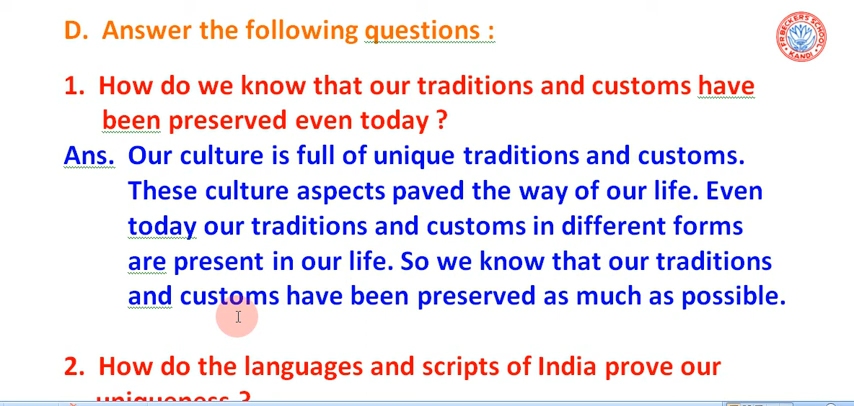 D. Answer the following questions :
1. How do we know that our traditions and customs have
been preserved even today ?
Ans. Our culture is full of unique traditions and customs.
These culture aspects paved the way of our life. Even
today our traditions and customs in different forms
are present in our life. So we know that our traditions
and customs have been preserved as much as possible.
2. How do the languages and scripts of India prove our
uniqueness ?